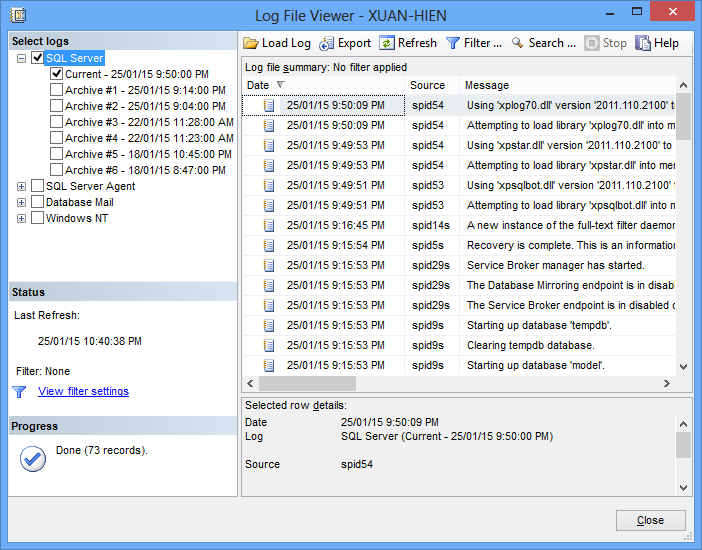 Log File Viewer - XUAN-HIEN
Select logs
SQL Server
Current - 25/01/15 9:50:00 PM
Archive #1 - 25/01/15 9:14:00 PM
Archive #2 - 25/01/15 9:04:00 PM
Archive #3 - 22/01/15 11:28:00 AM
Archive #4 - 22/01/15 11:23:00 AM
Archive #5 - 18/01/15 10:45:00 PM
Archive #6 - 18/01/15 8:47:00 PM
SQL Server Agent
Database Mail
Windows NT
Status
Last Refresh:
25/01/15 10:40:38 PM
Filter: None
View filter settings
Progress
Done (73 records).
Load Log Export Refresh Filter ... Search ... Stop Help
Log file summary: No filter applied
Date Source Message
25/01/15 9:50:09 PM spid54 Using 'xplog70.dll' version '2011.110.2100' t
25/01/15 9:50:09 PM spid54 Attempting to load library 'xplog70.dll' into m
25/01/15 9:49:53 PM spid54 Using 'xpstar.dll' version '2011.110.2100' to
25/01/15 9:49:53 PM spid54 Attempting to load library 'xpstar.dll' into mer
25/01/15 9:49:51 PM spid53 Using 'xpsqlbot.dll' version '2011.110.2100'
25/01/15 9:49:51 PM spid53 Attempting to load library 'xpsqlbot.dll' into m
25/01/15 9:16:45 PM spid14s A new instance of the full-text filter daemor
25/01/15 9:15:54 PM spid5s Recovery is complete. This is an information
25/01/15 9:15:53 PM spid29s Service Broker manager has started.
25/01/15 9:15:53 PM spid29s The Database Mirroring endpoint is in disab
25/01/15 9:15:53 PM spid29s The Service Broker endpoint is in disabled c
25/01/15 9:15:53 PM spid9s Starting up database 'tempdb'.
25/01/15 9:15:53 PM spid9s Clearing tempdb database.
25/01/15 9:15:53 PM spid9s Starting up database 'model'.
Selected row details:
Date 25/01/15 9:50:09 PM
Log SQL Server (Current - 25/01/15 9:50:00 PM)
Source spid54
Close